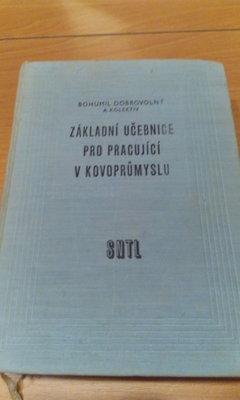 BOHUMIL DOBROVOLNÝ
A KOLEKTIV
ZÁKLADNÍ UČEBNICE
PRO PRACUJÍCÍ
V KOVOPRŮMYSLU
SNTL